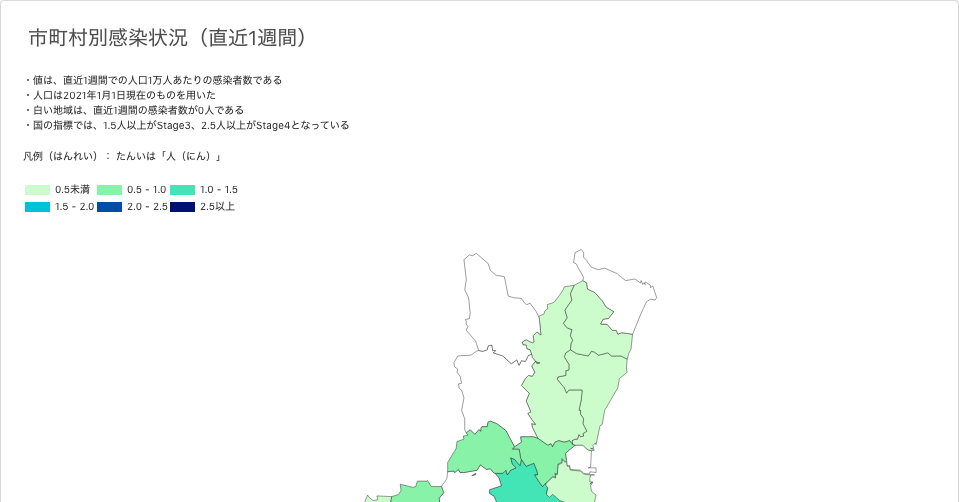 市町村別感染状況（直近1週間）
・値は、直近1週間での人口1万人あたりの感染者数である
・人口は2021年1月1日現在のものを用いた
・白い地域は、直近1週間の感染者数が0人である
・国の指標では、1.5人以上がStage3、2.5人以上がStage4となっている
凡例（はんれい）： たんいは「人（にん）」
0.5未満 0.5 - 1.0 1.0 - 1.5
1.5 - 2.0 2.0 - 2.5 2.5以上